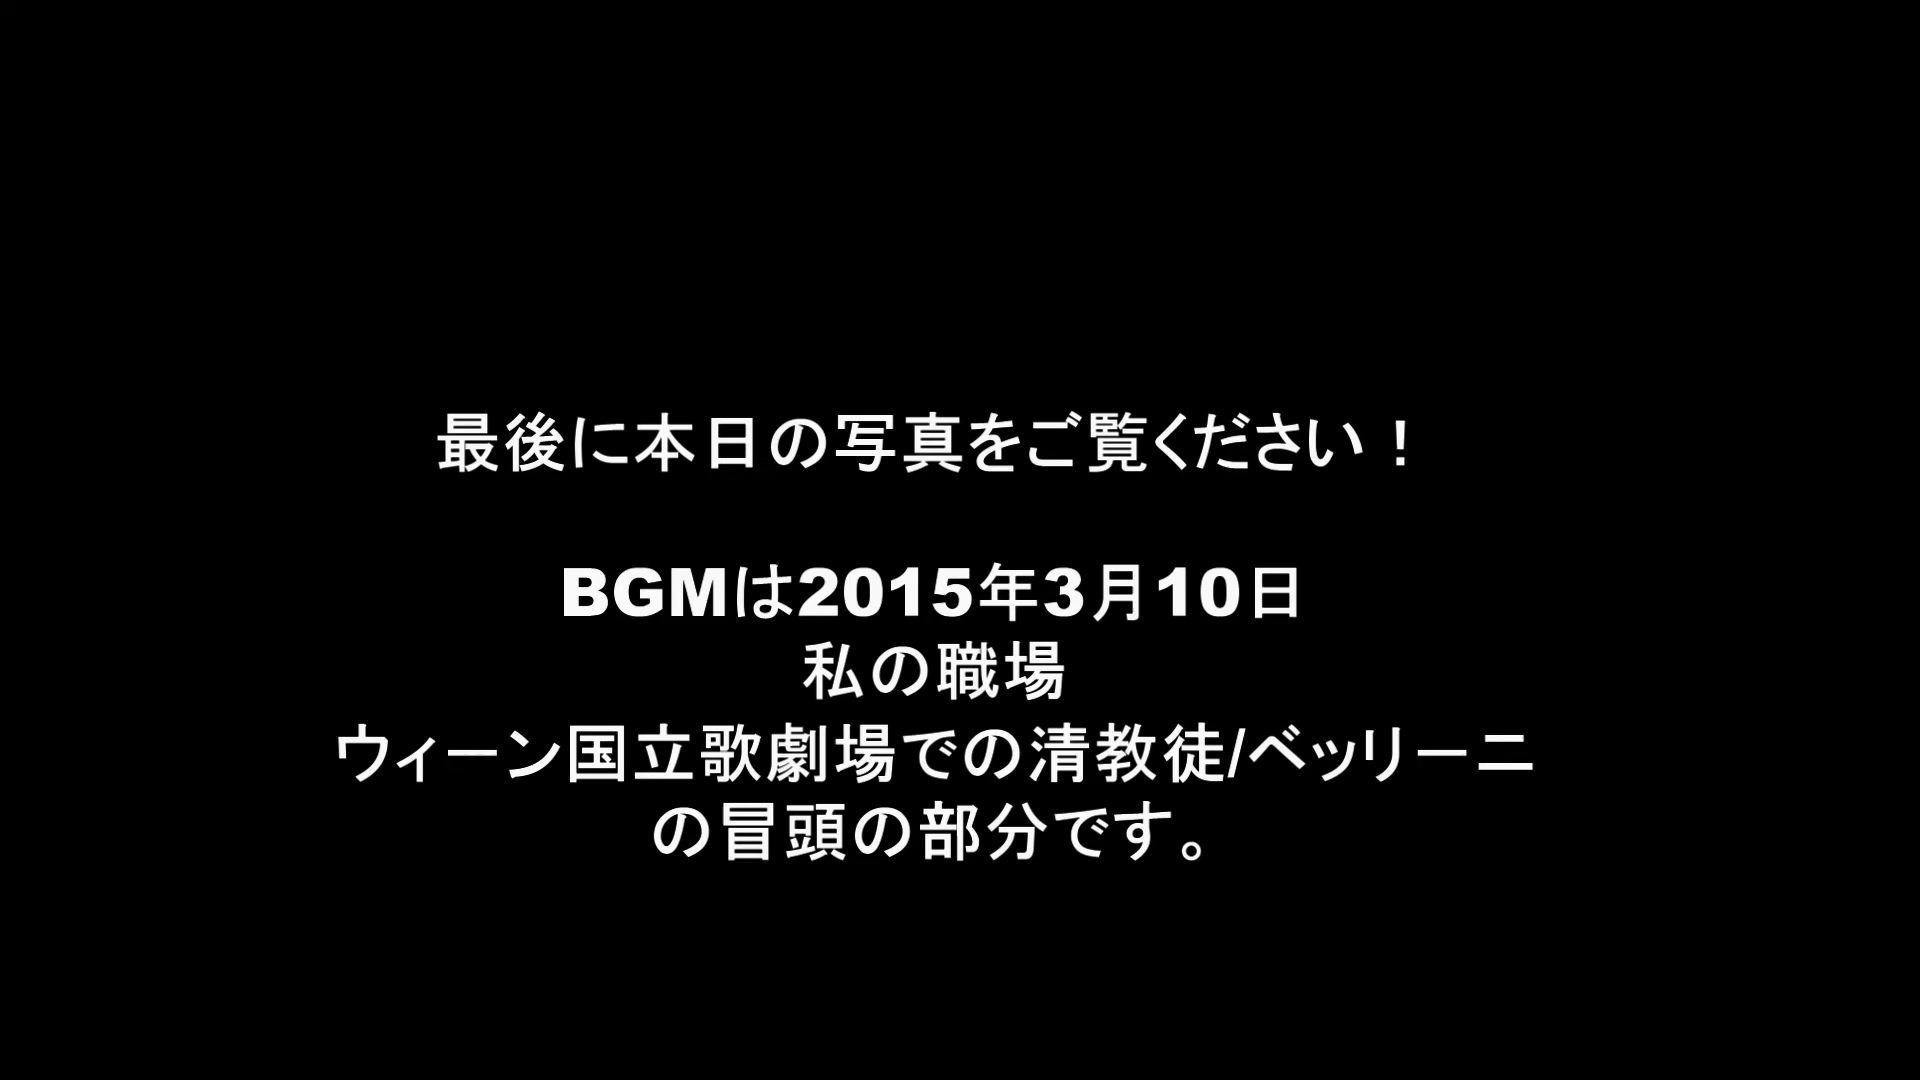 最後に本日の写真をご覧ください！
BGMは2015年3月10日
私の職場
ウィーン国立歌劇場での清教徒/ベッリーニ
の冒頭の部分です。